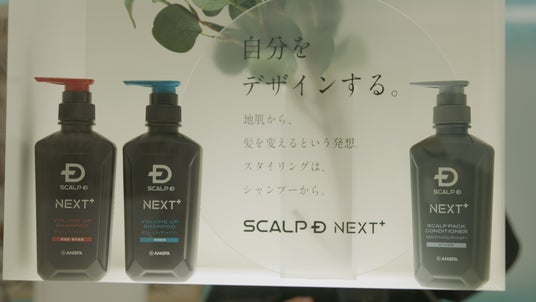 自分を
デザインする。
地肌から、
髪を変えるという発想。
スタイリングは、
シャンプーから。
SCALP D NEXT+
SCALP D
NEXT+
VOLUME UP
SHAMPOO
ANGFA
SCALP D
NEXT+
VOLUME UP
SHAMPOO
ANGFA
SCALP D
NEXT+
SCALP PACK
CONDITIONER
ANGFA